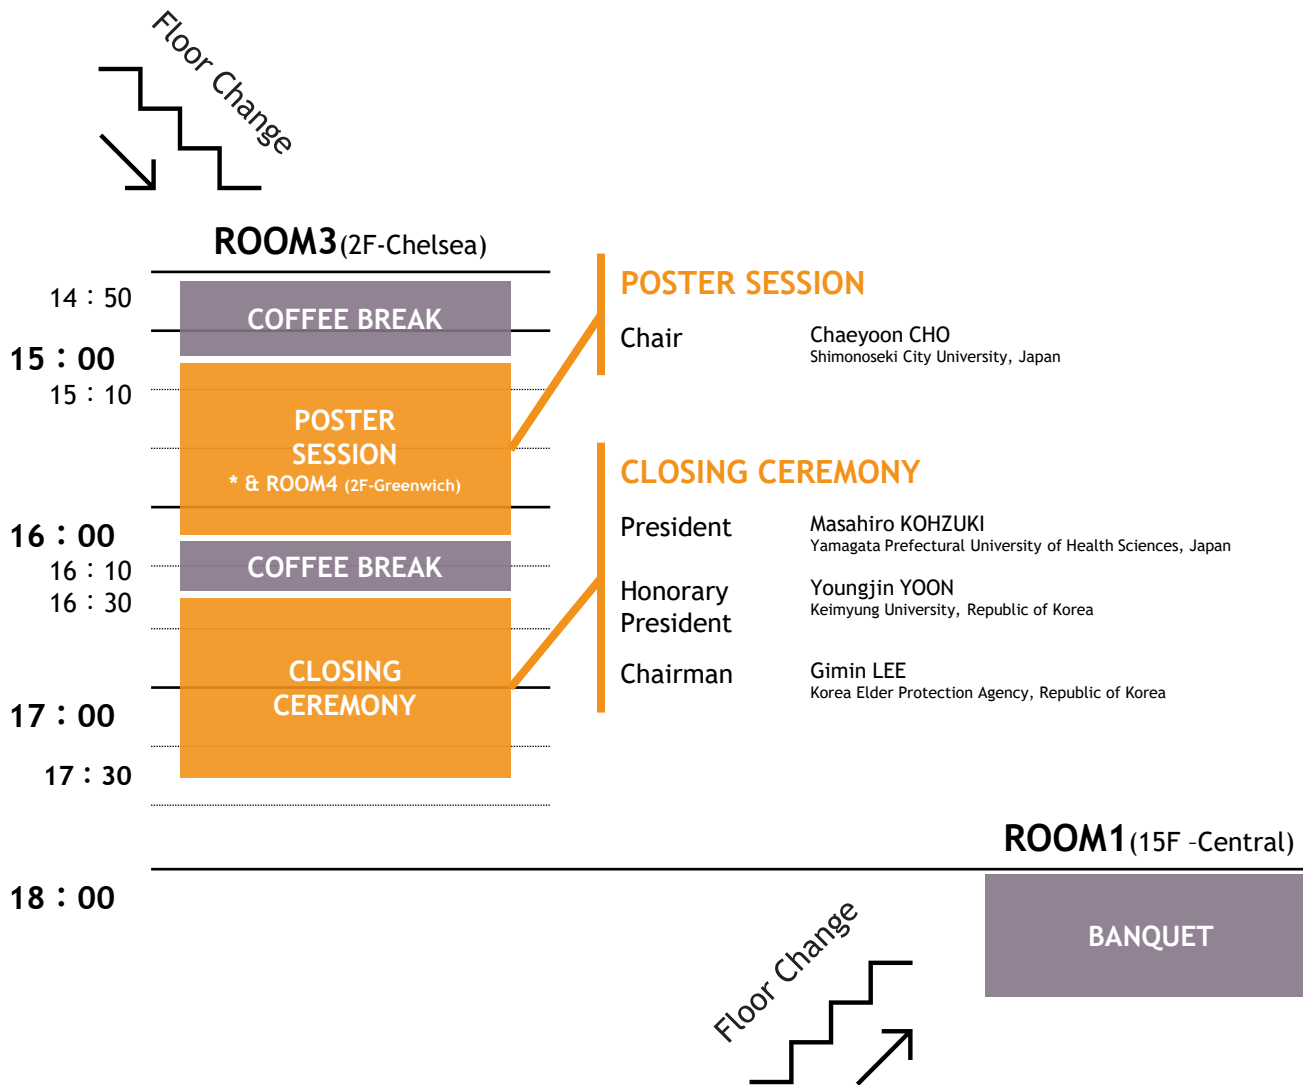 Floor Change
ROOM3(2F-Chelsea)
14：50
COFFEE BREAK
15：00
15：10
POSTER
SESSION
* & ROOM4 (2F-Greenwich)
16：00
16：10
COFFEE BREAK
16：30
CLOSING
CEREMONY
17：00
17：30
POSTER SESSION
Chair
Chaeyoon CHO
Shimonoseki City University, Japan
CLOSING CEREMONY
President
Masahiro KOHZUKI
Yamagata Prefectural University of Health Sciences, Japan
Honorary
President
Youngjin YOON
Keimyung University, Republic of Korea
Chairman
Gimin LEE
Korea Elder Protection Agency, Republic of Korea
ROOM1(15F -Central)
18：00
BANQUET
Floor Change